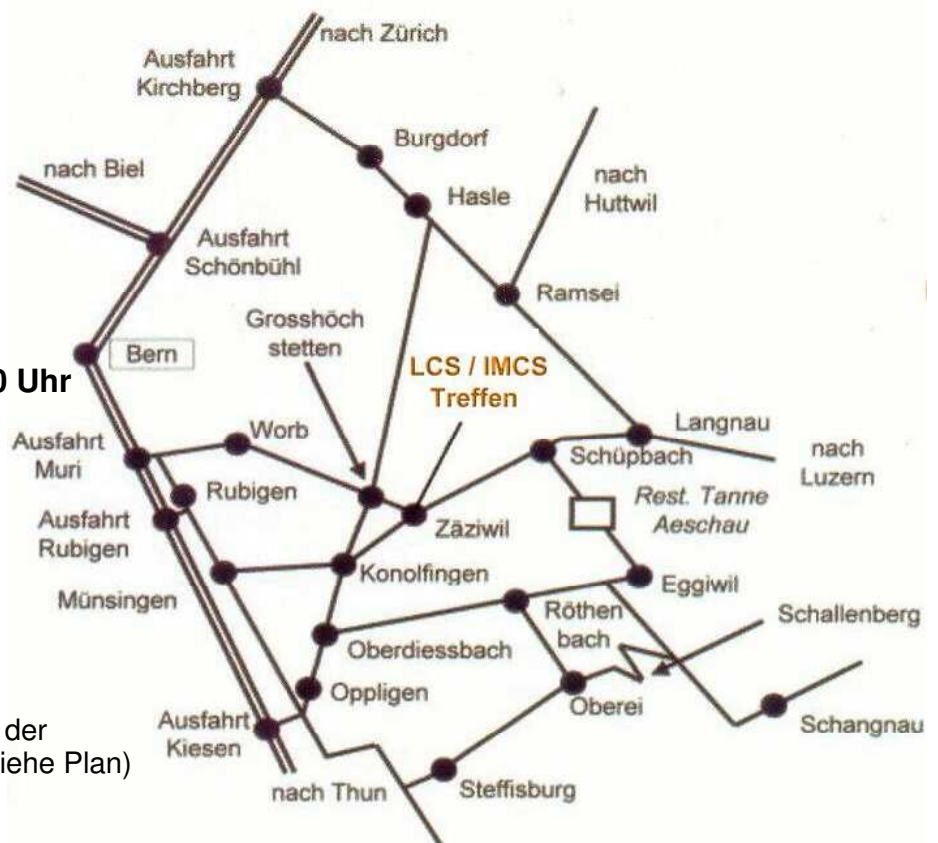 nach Zürich
Ausfahrt
Kirchberg
Burgdorf
nach Biel
nach
Huttwil
Hasle
Ausfahrt
Schönbühl
Ramsei
Grosshöch
stetten
Bern
LCS / IMCS
Treffen
0 Uhr
Worb
Langnau
Ausfahrt
Muri
Schüpbach
nach
Luzern
Rubigen
Rest. Tanne
Aeschau
Ausfahrt
Rubigen
Zäziwil
Konolfingen
Münsingen
Eggiwil
Röthen
bach
Schallenberg
Oberdiessbach
Oppligen
Oberei
Ausfahrt
Kiesen
Schangnau
der
iehe Plan)
nach Thun
Steffisburg